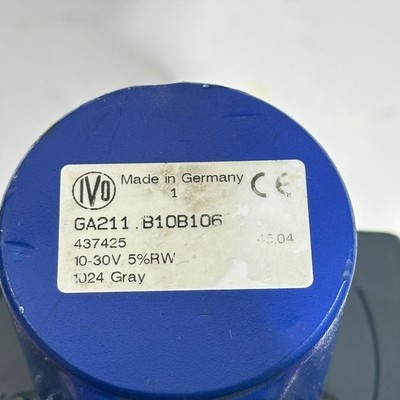 IVO Made in Germany CE
1
GA211.B10B106
437425 45.04
10-30V 5%RW
1024 Gray